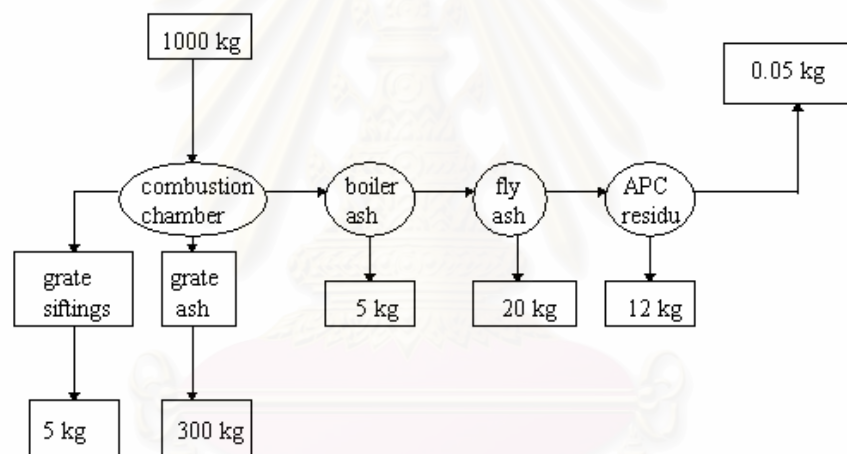 1000 kg
0.05 kg
combustion
chamber
boiler
ash
fly
ash
APC
residu
grate
siftings
grate
ash
5 kg
20 kg
12 kg
5 kg
300 kg